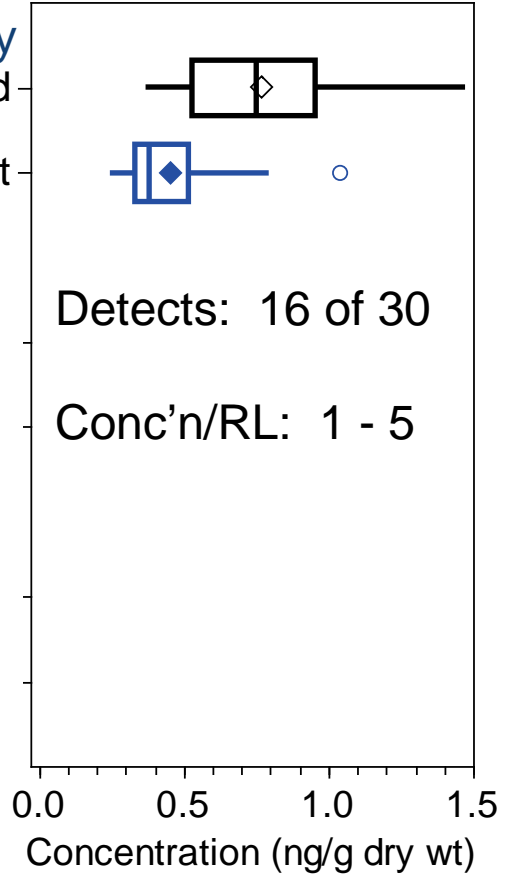 y
d
t
Detects: 16 of 30
Conc’n/RL: 1 - 5
0.0 0.5 1.0 1.5
Concentration (ng/g dry wt)